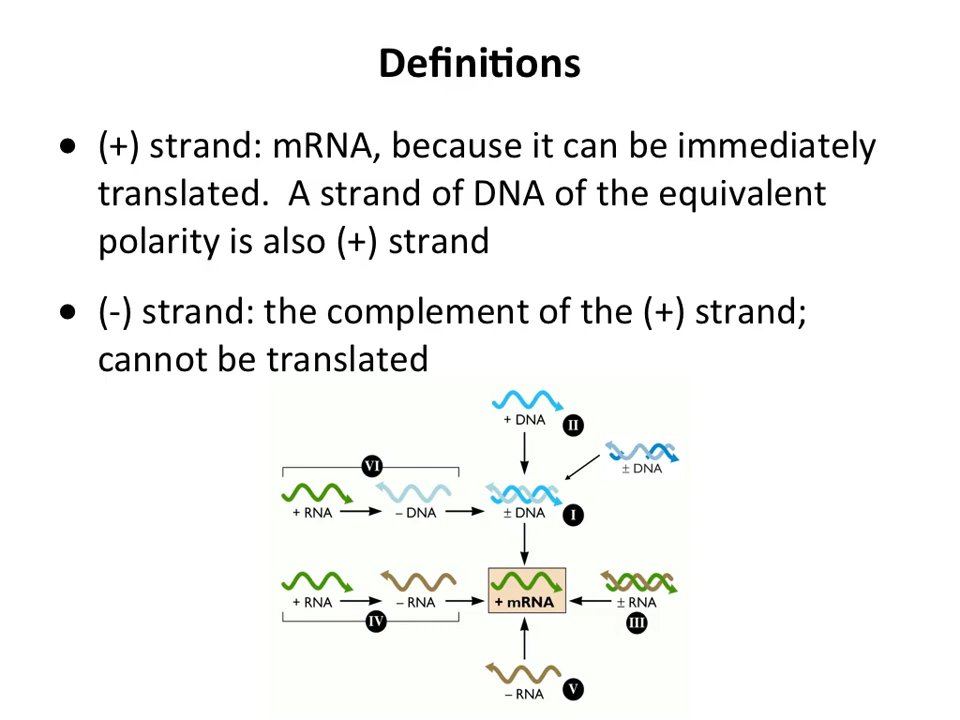 Definitions
• (+) strand: mRNA, because it can be immediately
translated.  A strand of DNA of the equivalent
polarity is also (+) strand
• (-) strand: the complement of the (+) strand;
cannot be translated
+ DNA
II
± DNA
VI
+ RNA
– DNA
± DNA
I
+ RNA
– RNA
+ mRNA
± RNA
IV
III
– RNA
V